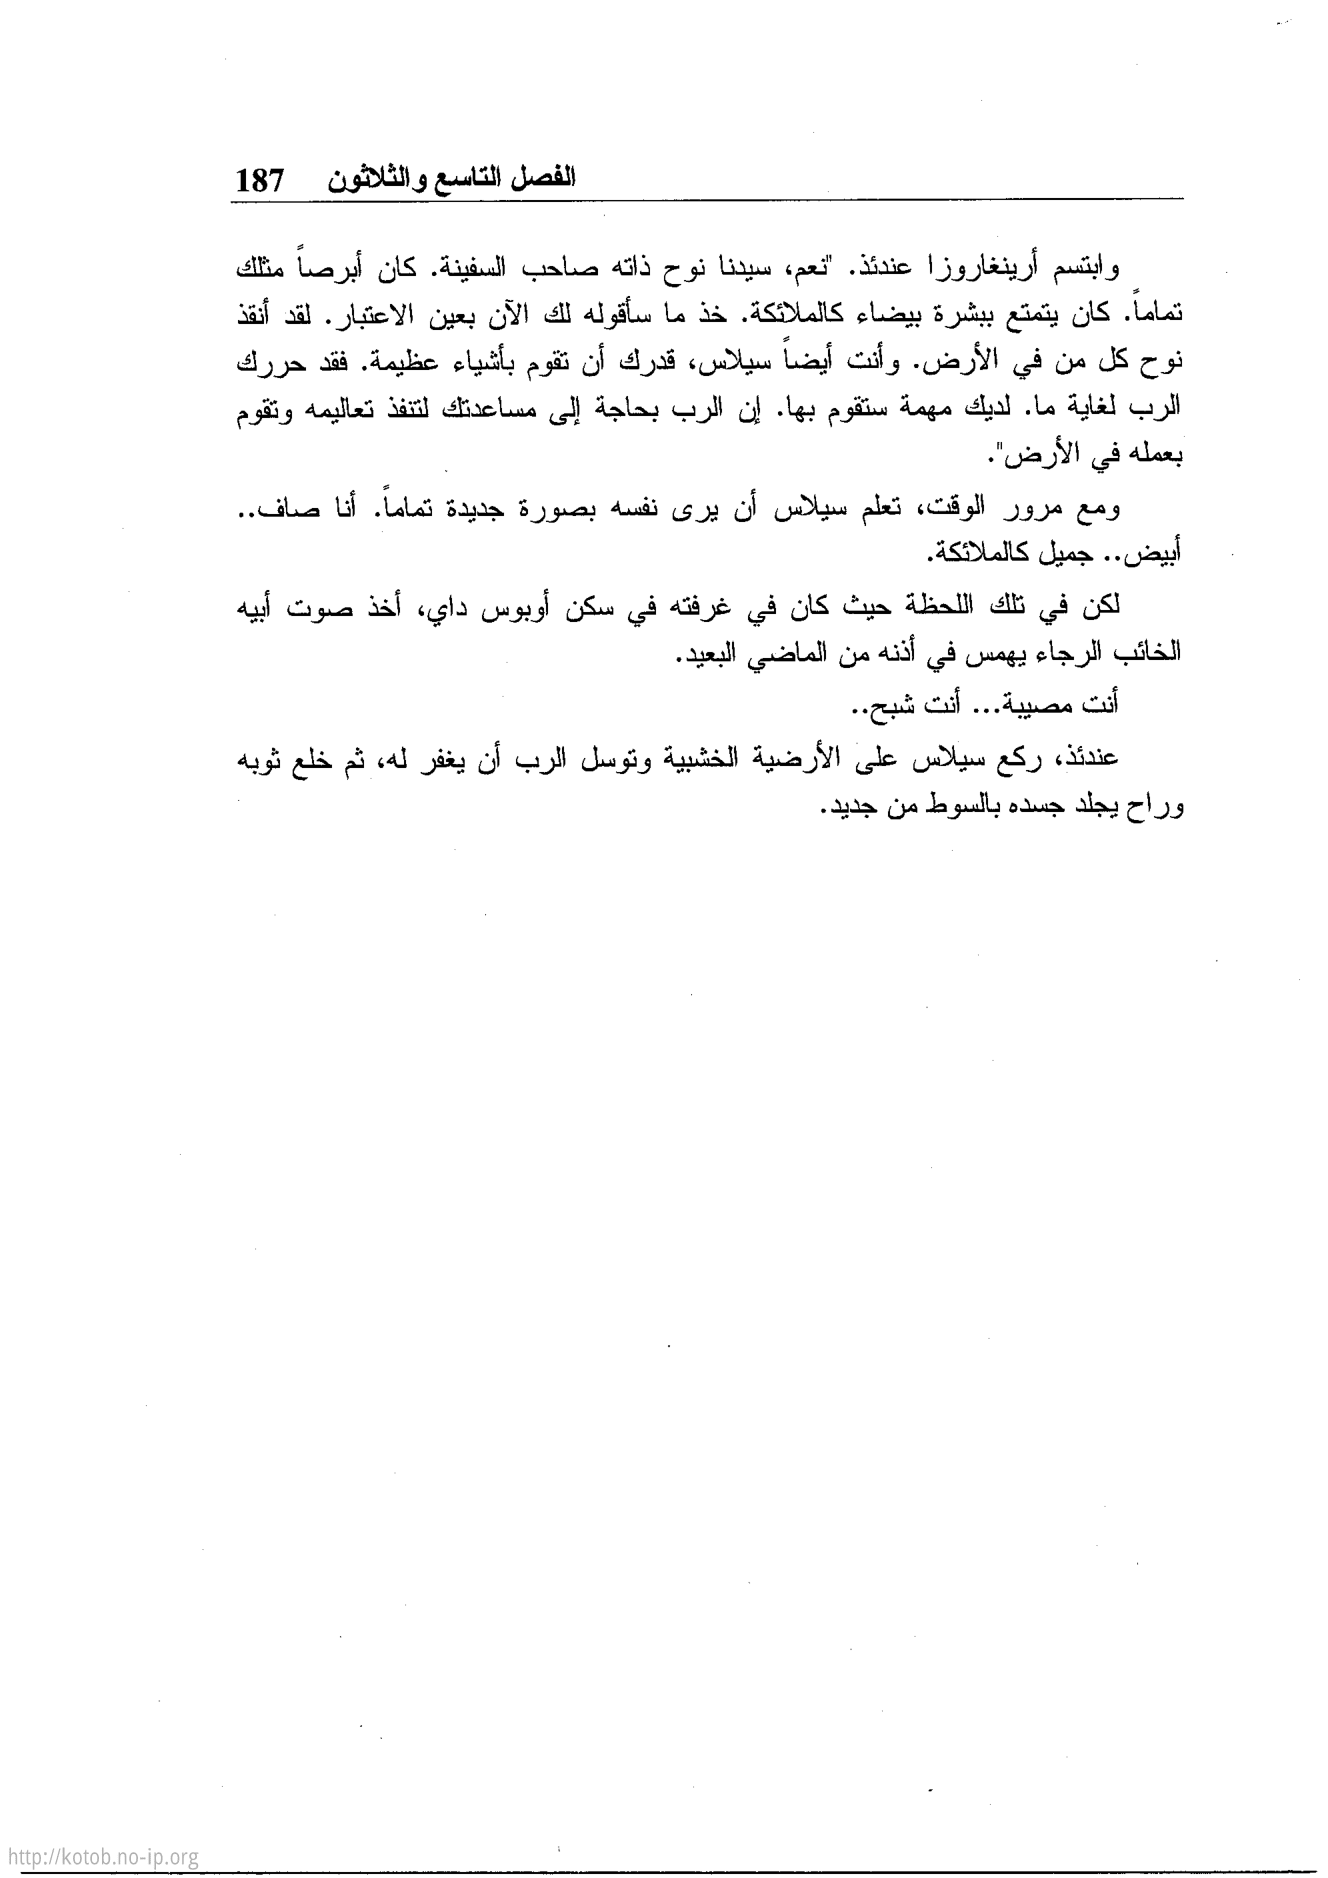 الفصل التاسع والثلاثون 187
وابتسم أرينغاروزا عندئذ. "نعم، سيدنا نوح ذاته صاحب السفينة. كان أبرصاً مثلك
تماماً. كان يتمتع ببشرة بيضاء كالملائكة. خذ ما سأقوله لك الآن بعين الاعتبار. لقد أنقذ
نوح كل من في الأرض. وأنت أيضاً سيلاس، قدرك أن تقوم بأشياء عظيمة. فقد حررك
الرب لغاية ما. لديك مهمة ستقوم بها. إن الرب بحاجة إلى مساعدتك لتنفذ تعاليمه وتقوم
بعمله في الأرض".
ومع مرور الوقت، تعلم سيلاس أن يرى نفسه بصورة جديدة تماماً. أنا صاف..
أبيض.. جميل كالملائكة.
لكن في تلك اللحظة حيث كان في غرفته في سكن أوبوس داي، أخذ صوت أبيه
الخائب الرجاء يهمس في أذنه من الماضي البعيد.
أنت مصيبة... أنت شبح..
عندئذ، ركع سيلاس على الأرضية الخشبية وتوسل الرب أن يغفر له، ثم خلع ثوبه
وراح يجلد جسده بالسوط من جديد.
http://kotob.no-ip.org